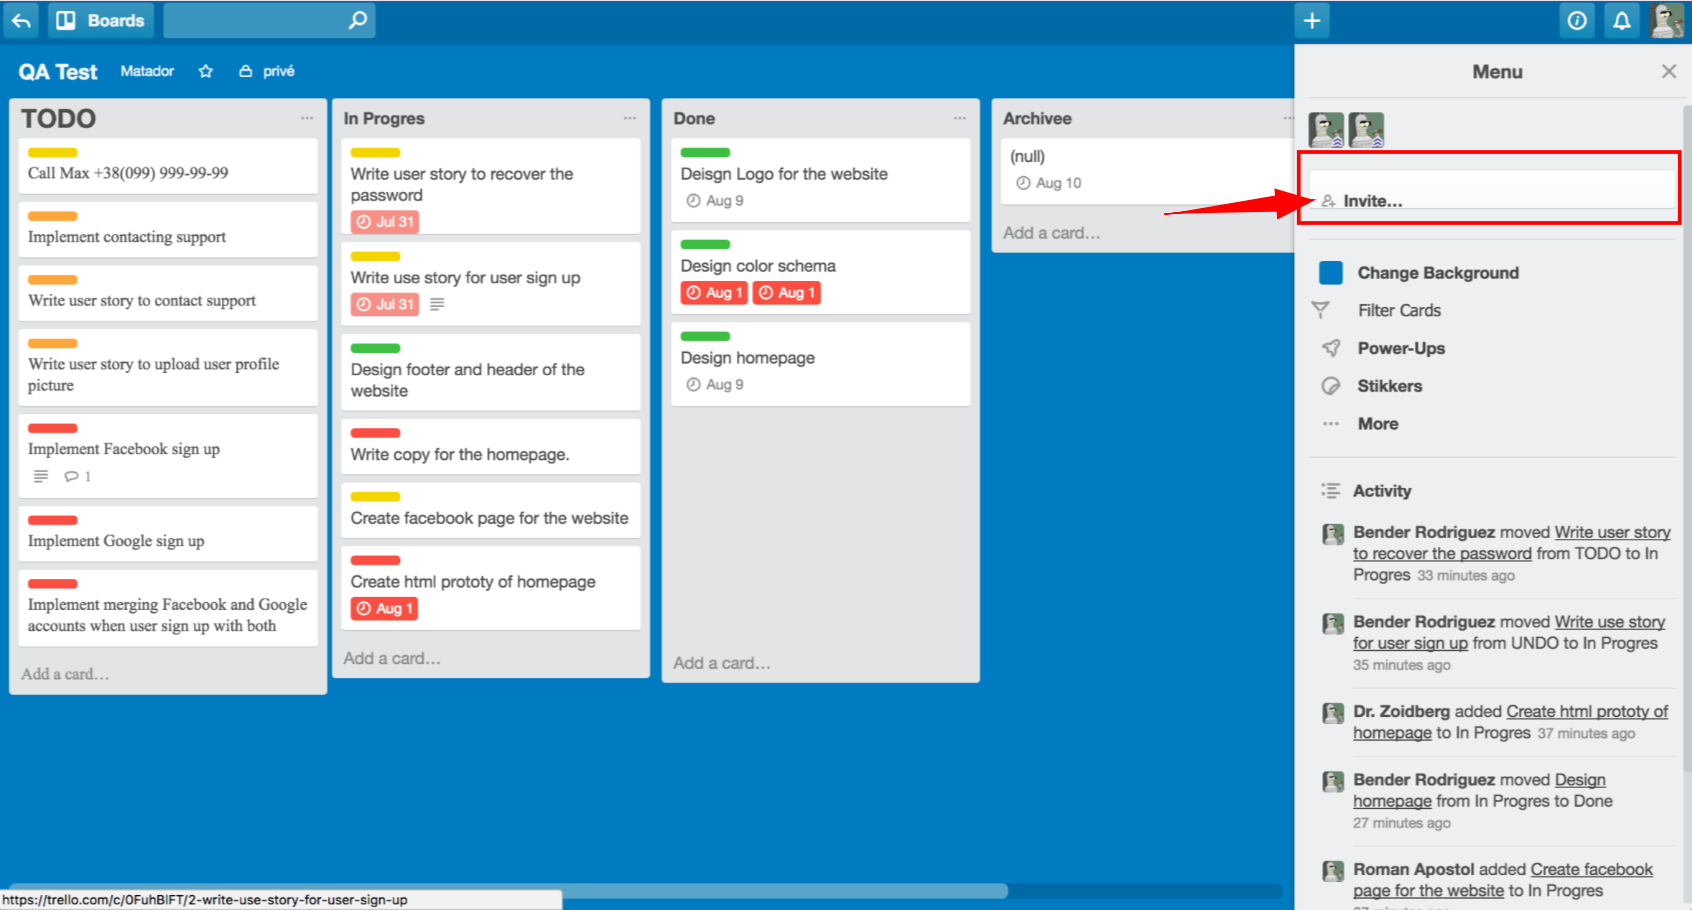 Boards
QA Test
Matador
privé
TODO
Call Max +38(099) 999-99-99
Implement contacting support
Write user story to contact support
Write user story to upload user profile
picture
Implement Facebook sign up
1
Implement Google sign up
Implement merging Facebook and Google
accounts when user sign up with both
Add a card...
In Progres
Write user story to recover the
password
Jul 31
Write use story for user sign up
Jul 31
Design footer and header of the
website
Write copy for the homepage.
Create facebook page for the website
Create html prototy of homepage
Aug 1
Add a card...
Done
Deisgn Logo for the website
Aug 9
Design color schema
Aug 1 Aug 1
Design homepage
Aug 9
Add a card...
Archivee
(null)
Aug 10
Add a card...
Menu
Invite...
Change Background
Filter Cards
Power-Ups
Stikkers
More
Activity
Bender Rodriguez moved Write user story
to recover the password from TODO to In
Progres 33 minutes ago
Bender Rodriguez moved Write use story
for user sign up from UNDO to In Progres
35 minutes ago
Dr. Zoidberg added Create html prototy of
homepage to In Progres 37 minutes ago
Bender Rodriguez moved Design
homepage from In Progres to Done
27 minutes ago
Roman Apostol added Create facebook
page for the website to In Progres
https://trello.com/c/0FuhBlFT/2-write-use-story-for-user-sign-up